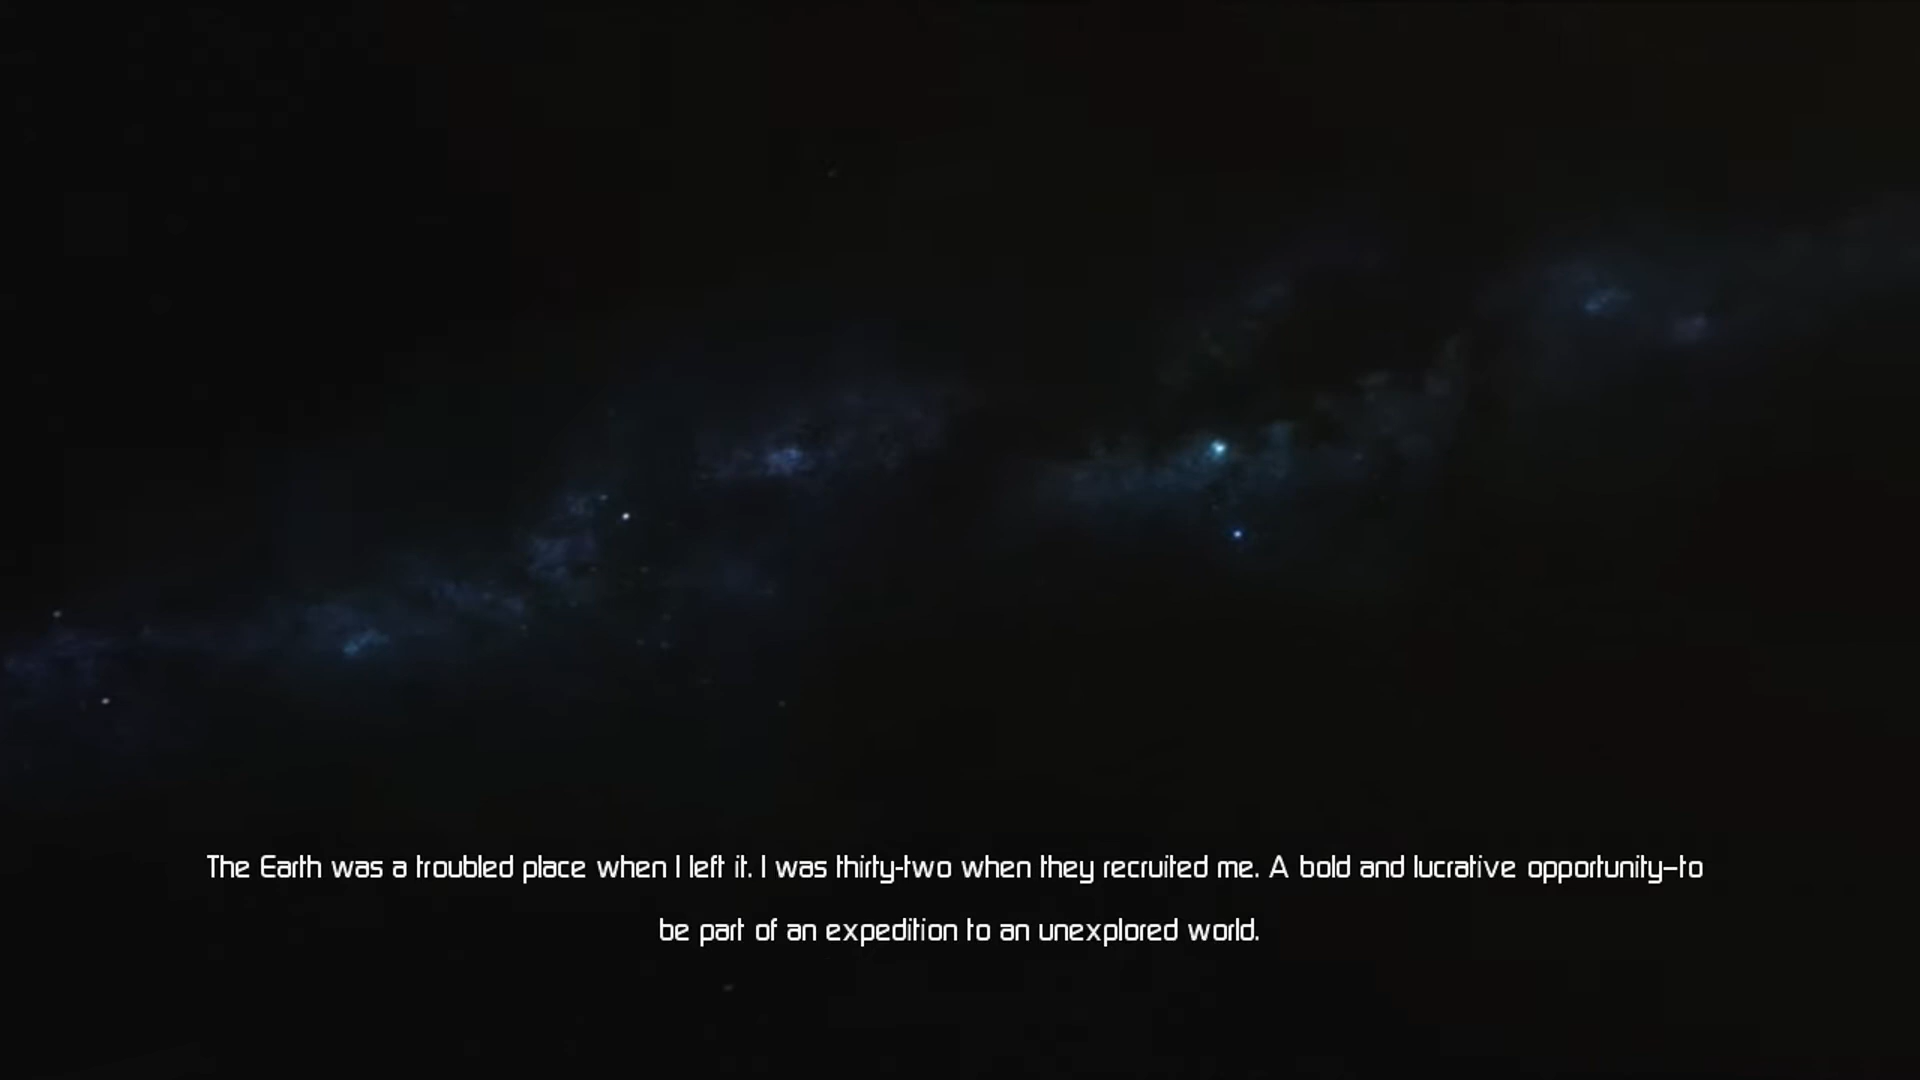 The Earth was a troubled place when I left it. I was thirty-two when they recruited me. A bold and lucrative opportunity–to
be part of an expedition to an unexplored world.